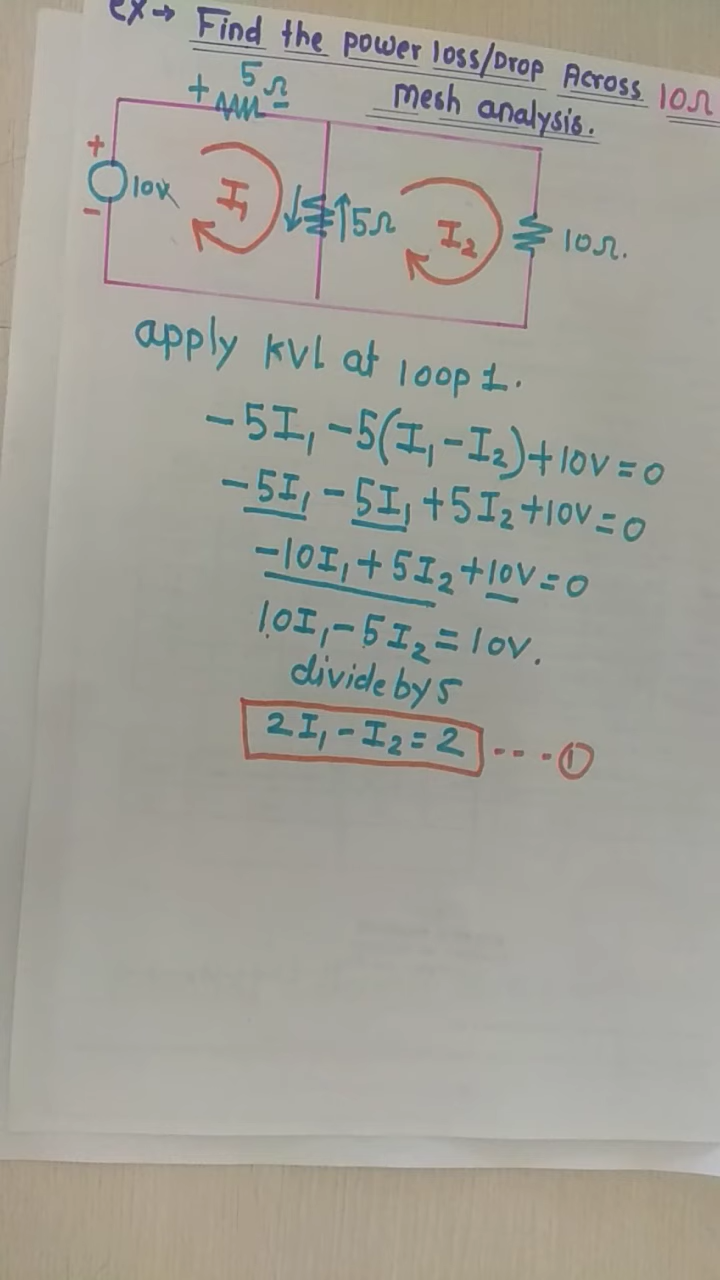 ex→ Find the power loss/Drop Across 10Ω
mesh analysis.
+ 5Ω -
+
10V
-
I₁
5Ω
I₂
10Ω.
apply KVL at loop 1.
-5I₁ -5(I₁-I₂)+10V=0
-5I₁ -5I₁ +5I₂ +10V=0
-10I₁ +5I₂ +10V=0
10I₁ -5I₂ = 10V.
divide by 5
2I₁ - I₂ = 2 ---- ①